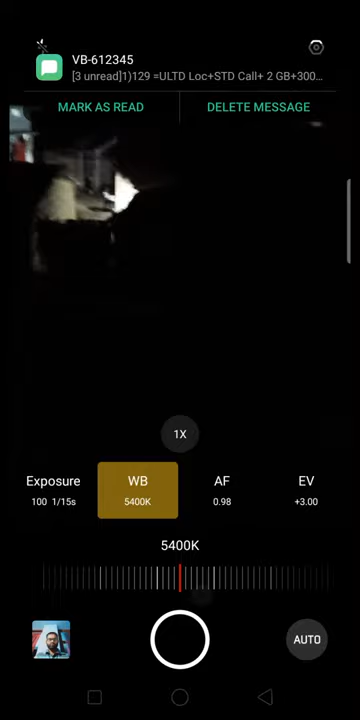 VB-612345
[3 unread]1)129 =ULTD Loc+STD Call+ 2 GB+300...
MARK AS READ
DELETE MESSAGE
1X
Exposure
WB
AF
EV
100 1/15s
5400K
0.98
+3.00
5400K
AUTO